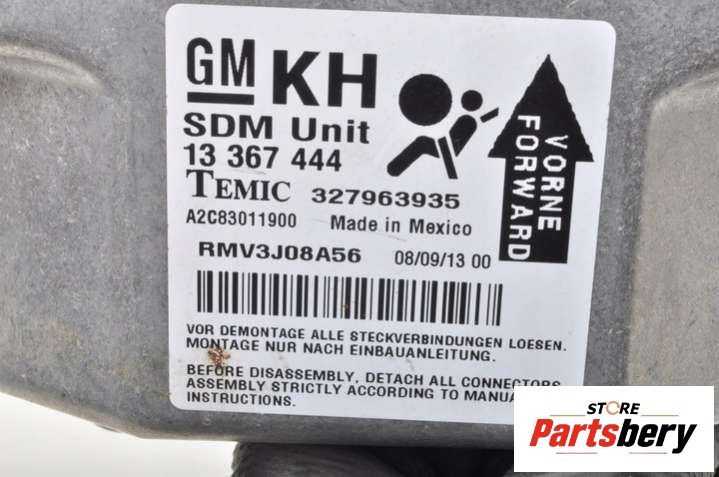 GM KH
SDM Unit
13 367 444
TEMIC 327963935
A2C83011900 Made in Mexico
RMV3J08A56 08/09/13 00
VORNE
FORWARD
VOR DEMONTAGE ALLE STECKVERBINDUNGEN LOESEN.
MONTAGE NUR NACH EINBAUANLEITUNG.
BEFORE DISASSEMBLY, DETACH ALL CONNECTORS
ASSEMBLY STRICTLY ACCORDING TO MANUA
INSTRUCTIONS.
STORE
Partsbery